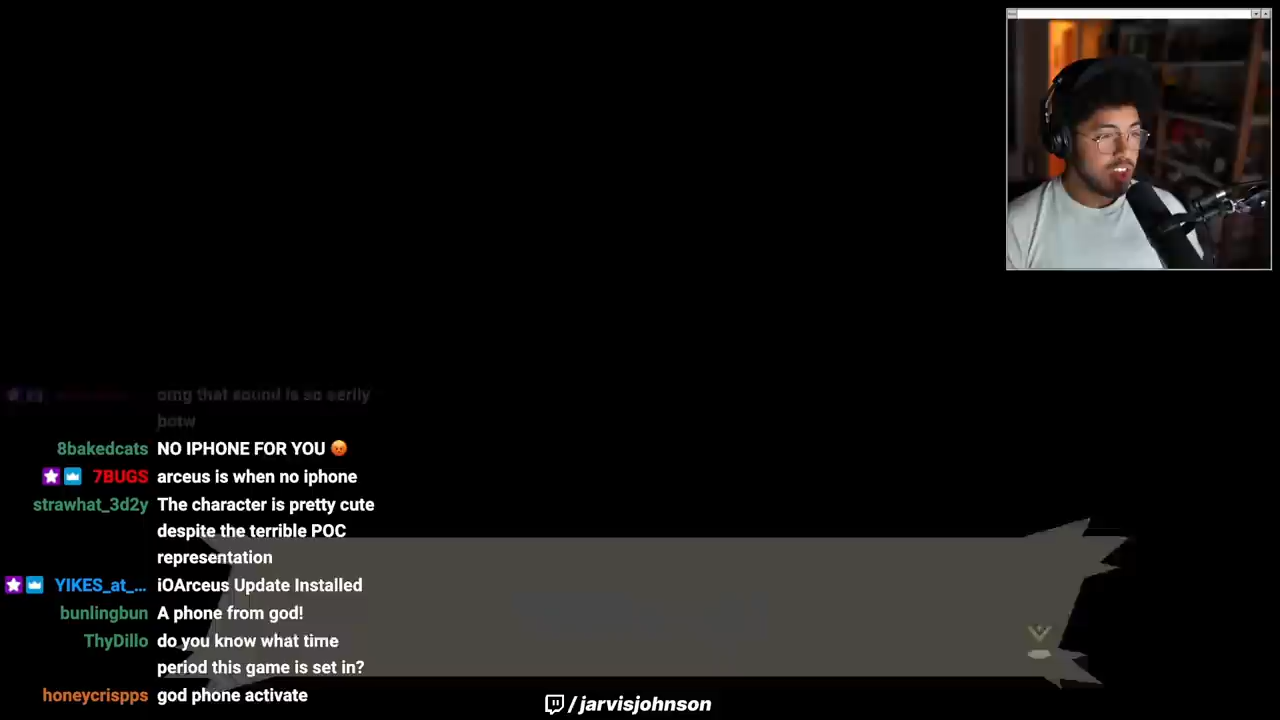 omg that sound is so eerily
botw
8bakedcats NO IPHONE FOR YOU 😡
7BUGS arceus is when no iphone
strawhat_3d2y The character is pretty cute
despite the terrible POC
representation
YIKES_at_... iOArceus Update Installed
bunlingbun A phone from god!
ThyDillo do you know what time
period this game is set in?
honeycrispps god phone activate
/jarvisjohnson